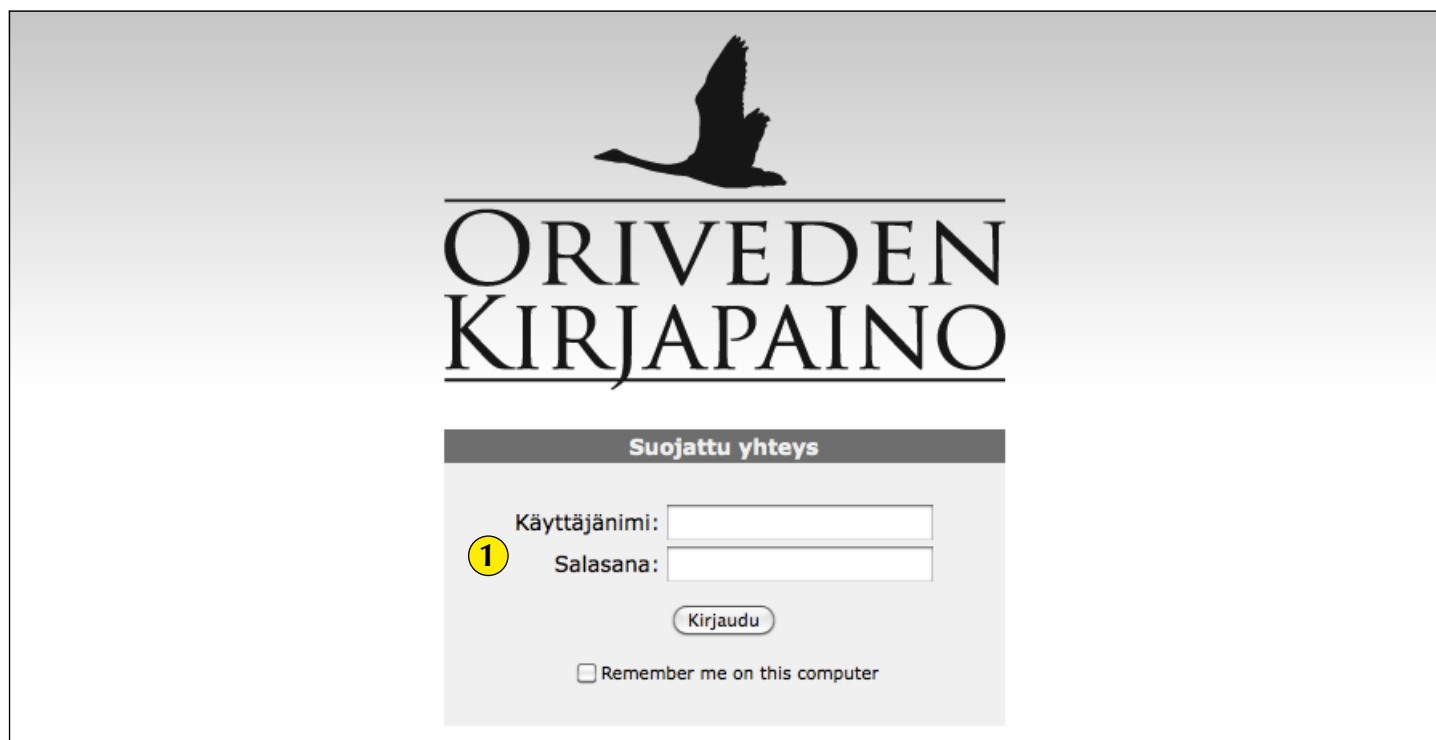 ORIVEDEN
KIRJAPAINO
Suojattu yhteys
Käyttäjänimi:
1
Salasana:
Kirjaudu
Remember me on this computer